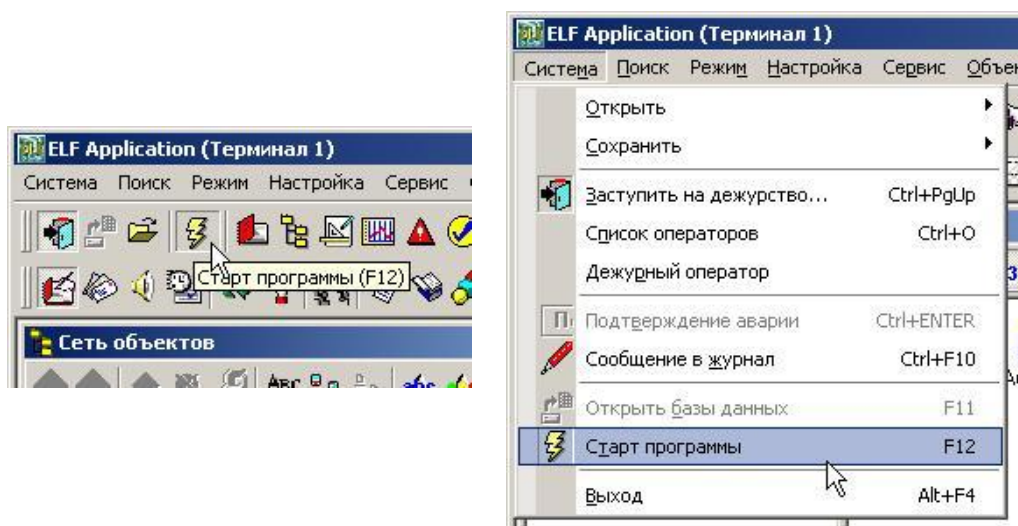 ELF Application (Терминал 1)
Система Поиск Режим Настройка Сервис
Старт программы (F12)
Сеть объектов
ELF Application (Терминал 1)
Система Поиск Режим Настройка Сервис
Открыть
Сохранить
Заступить на дежурство... Ctrl+PgUp
Список операторов Ctrl+O
Дежурный оператор
Подтверждение аварии Ctrl+ENTER
Сообщение в журнал Ctrl+F10
Открыть базы данных F11
Старт программы F12
Выход Alt+F4